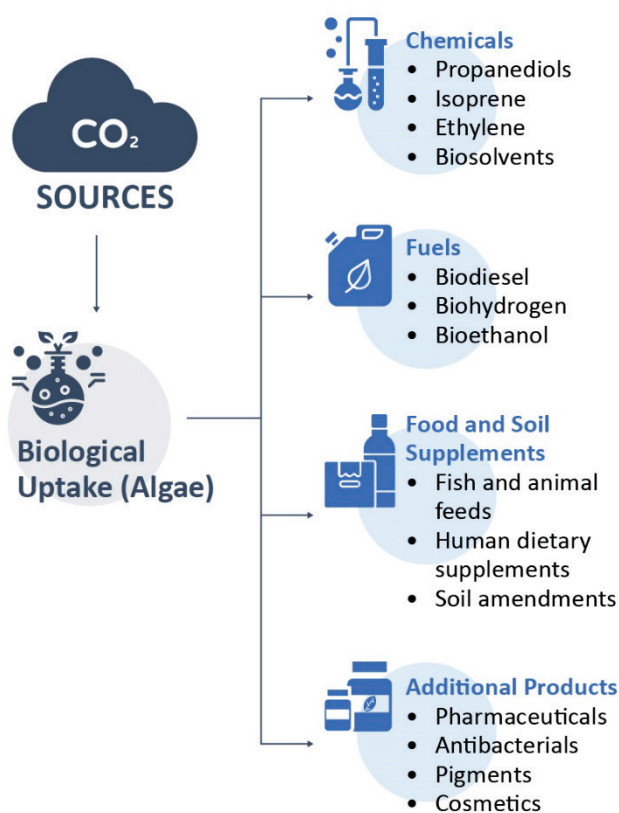 CO₂
SOURCES
Biological
Uptake (Algae)
Chemicals
• Propanediols
• Isoprene
• Ethylene
• Biosolvents
Fuels
• Biodiesel
• Biohydrogen
• Bioethanol
Food and Soil
Supplements
• Fish and animal
feeds
• Human dietary
supplements
• Soil amendments
Additional Products
• Pharmaceuticals
• Antibacterials
• Pigments
• Cosmetics